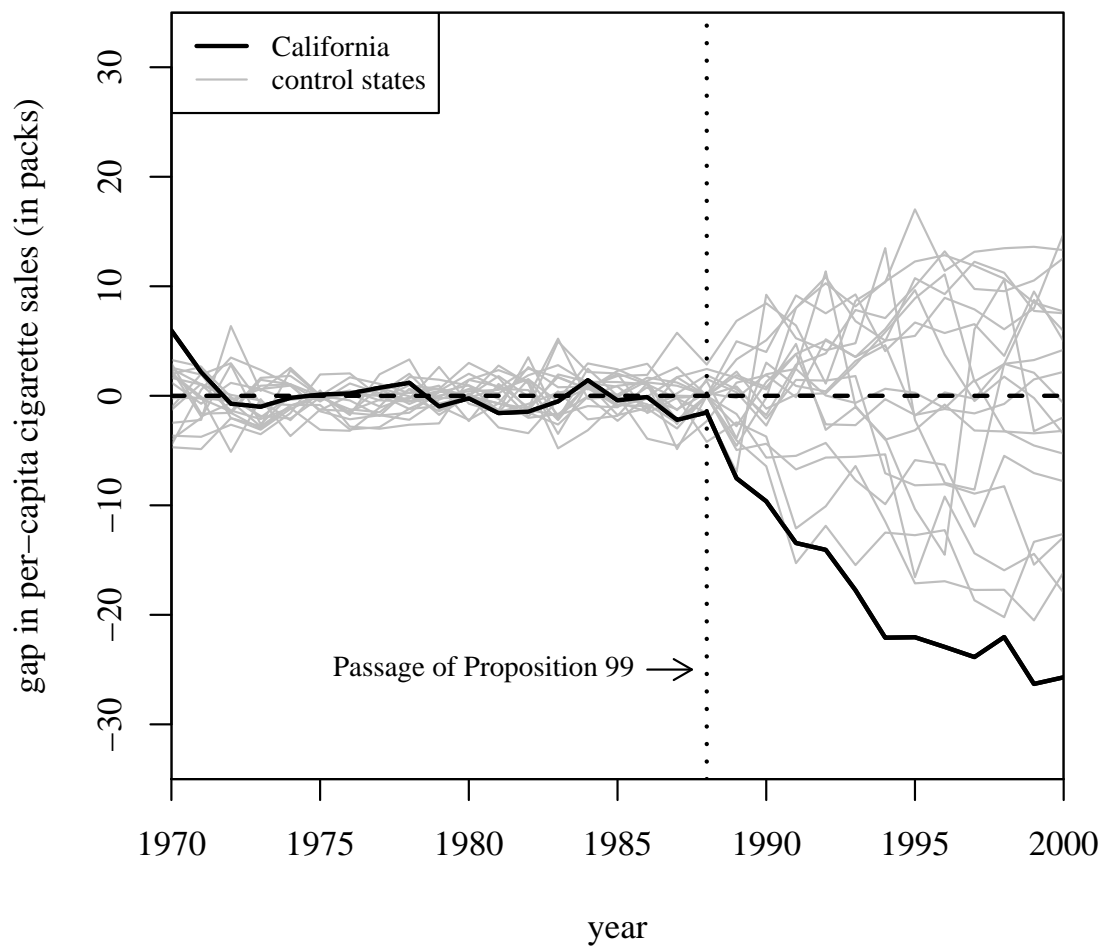 California
control states
30
20
10
0
−10
−20
−30
gap in per−capita cigarette sales (in packs)
Passage of Proposition 99
1970 1975 1980 1985 1990 1995 2000
year